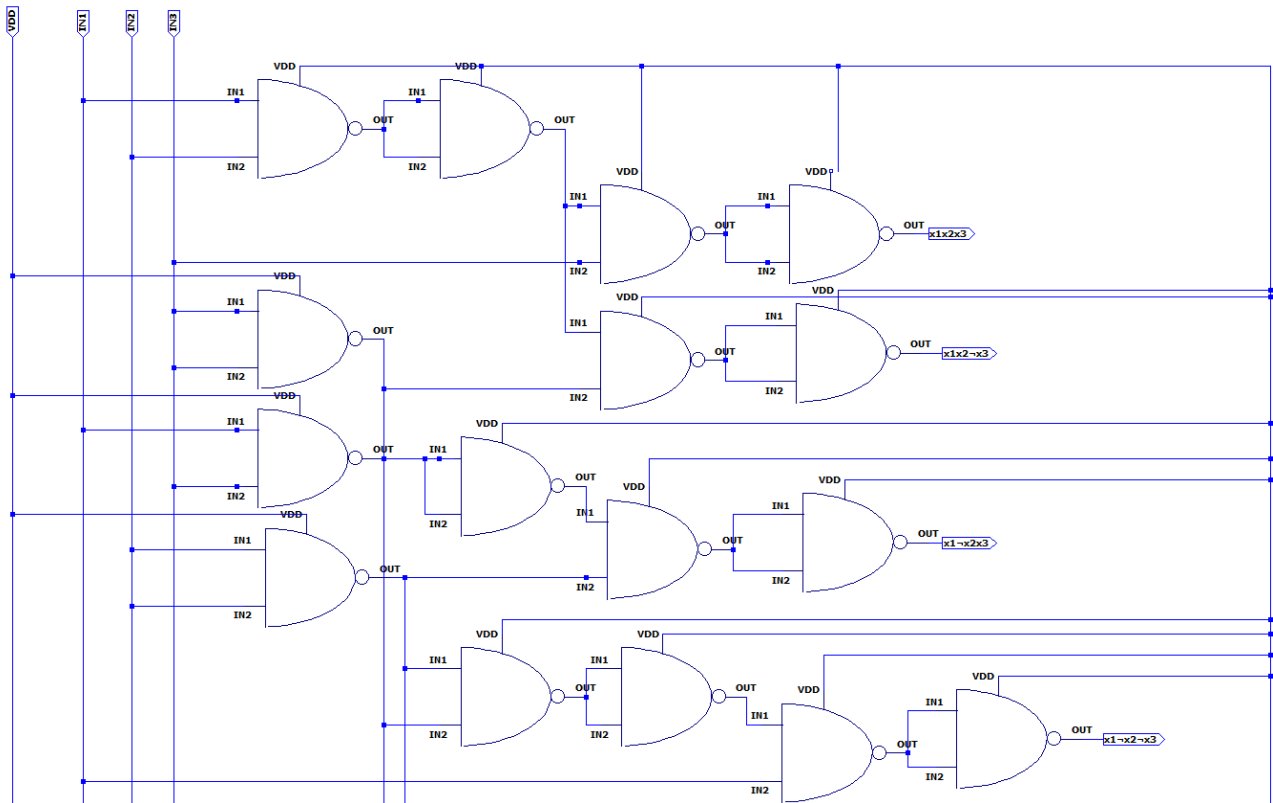 VDD
IN1
IN2
IN3
VDD
VDD
IN1
IN1
OUT
OUT
IN2
IN2
VDD
VDD
IN1
IN1
OUT
OUT
x1x2x3
IN2
IN2
VDD
VDD
VDD
IN1
IN1
IN1
OUT
OUT
OUT
x1x2¬x3
IN2
IN2
IN2
VDD
VDD
IN1
OUT
IN1
OUT
VDD
VDD
IN2
IN1
IN1
VDD
IN2
OUT
OUT
x1¬x2x3
IN1
OUT
IN2
IN2
IN2
VDD
VDD
IN1
IN1
OUT
OUT
VDD
VDD
IN2
IN2
IN1
IN1
OUT
OUT
x1¬x2¬x3
IN2
IN2